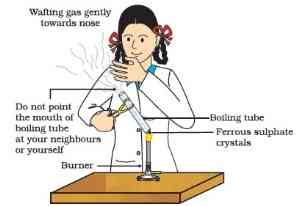 Wafting gas gently
towards nose
Do not point
the mouth of
boiling tube
at your neighbours
or yourself
Boiling tube
Ferrous sulphate
crystals
Burner